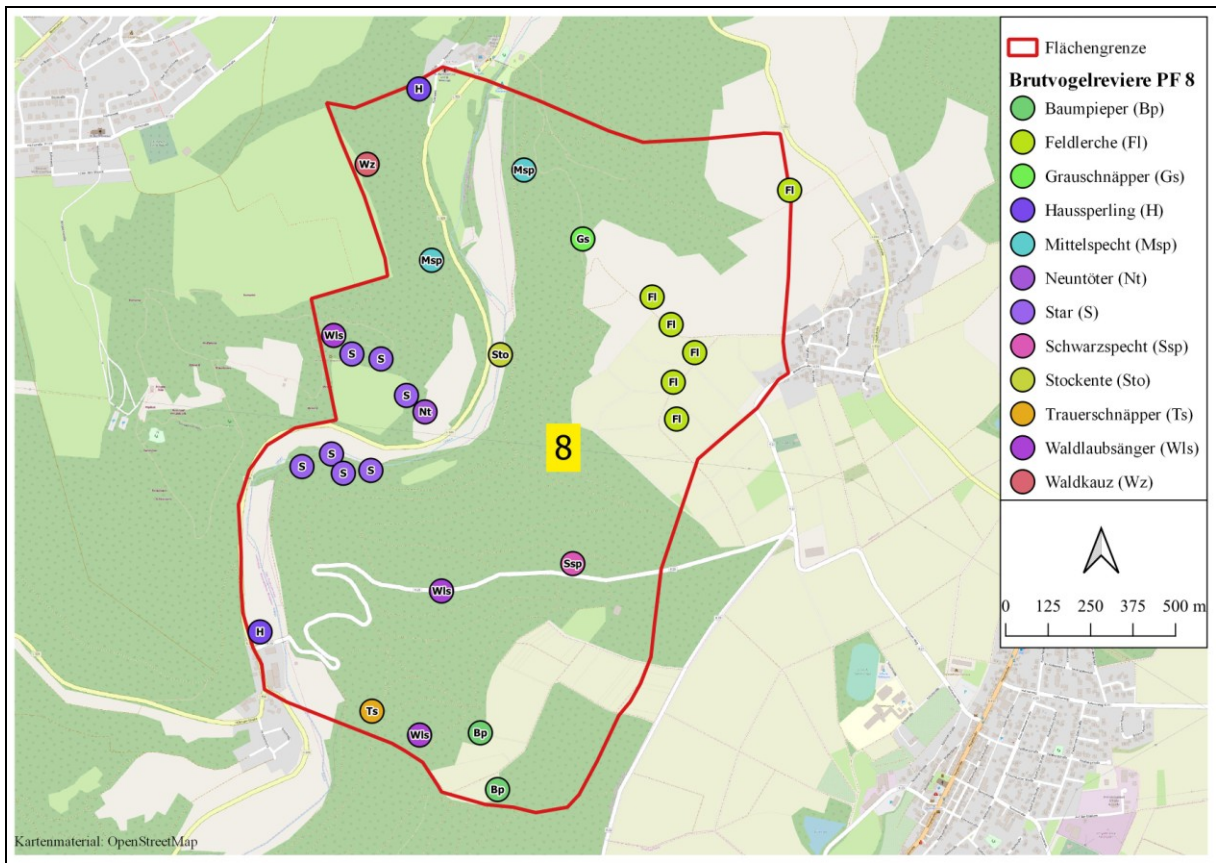 Flächengrenze
Brutvogelreviere PF 8
Baumpieper (Bp)
Feldlerche (Fl)
Grauschnäpper (Gs)
Haussperling (H)
Mittelspecht (Msp)
Neuntöter (Nt)
Star (S)
Schwarzspecht (Ssp)
Stockente (Sto)
Trauerschnäpper (Ts)
Waldlaubsänger (Wls)
Waldkauz (Wz)
0 125 250 375 500 m
H
Wz
Msp
Fl
Gs
Msp
Fl
Fl
Wls
S
S
Sto
Fl
Fl
S
Nt
Fl
8
S
S
S
S
Ssp
Wls
H
Ts
Wls
Bp
Bp
Kartenmaterial: OpenStreetMap